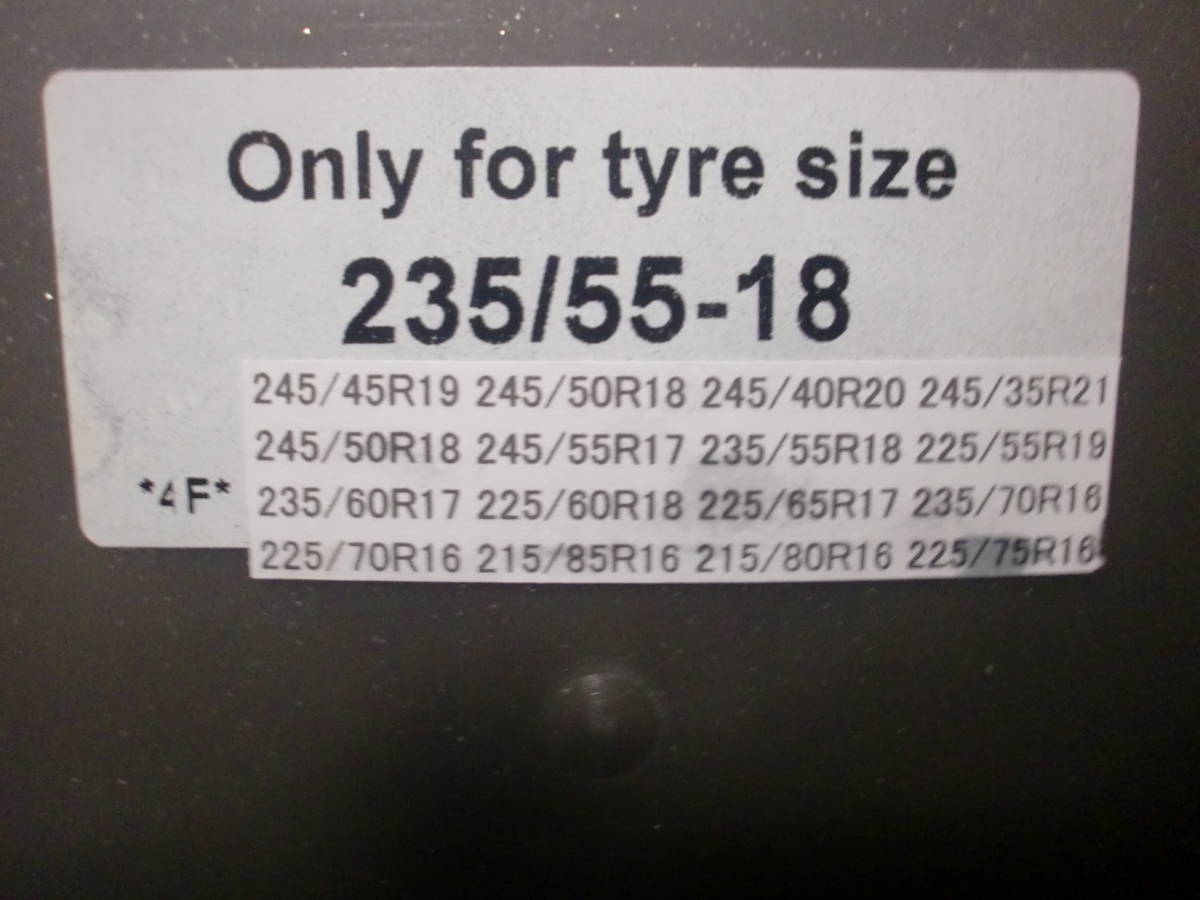 Only for tyre size
235/55-18
245/45R19 245/50R18 245/40R20 245/35R21
245/50R18 245/55R17 235/55R18 225/55R19
*4F* 235/60R17 225/60R18 225/65R17 235/70R16
225/70R16 215/85R16 215/80R16 225/75R16